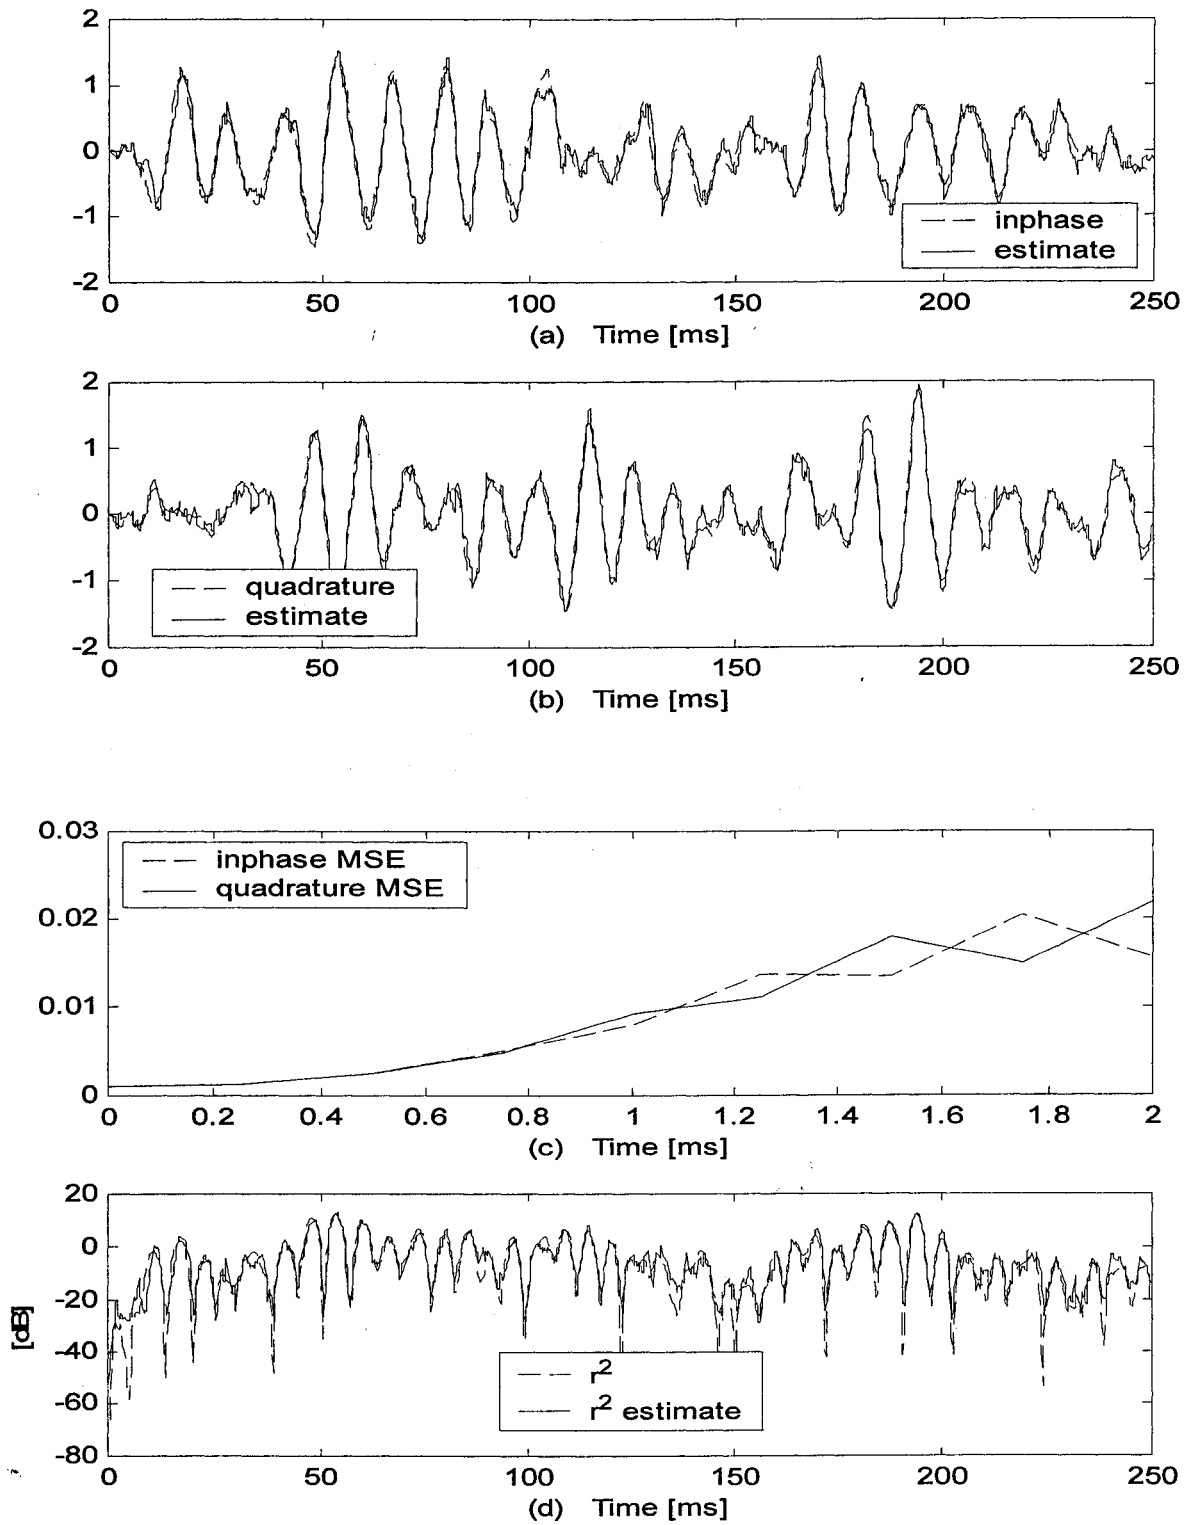 2
1
0
-1
-2
inphase
estimate
0 50 100 150 200 250
(a) Time [ms]
2
1
0
-1
-2
quadrature
estimate
0 50 100 150 200 250
(b) Time [ms]
0.03
0.02
0.01
0
inphase MSE
quadrature MSE
0 0.2 0.4 0.6 0.8 1 1.2 1.4 1.6 1.8 2
(c) Time [ms]
20
0
-20
-40
-60
-80
[dB]
r²
r² estimate
0 50 100 150 200 250
(d) Time [ms]